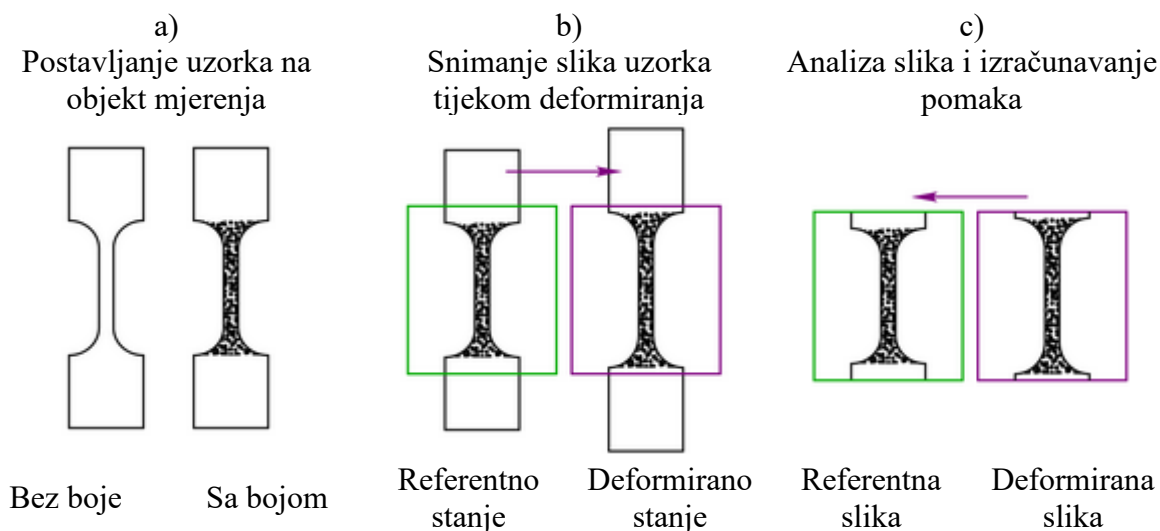 a)
Postavljanje uzorka na
objekt mjerenja
b)
Snimanje slika uzorka
tijekom deformiranja
c)
Analiza slika i izračunavanje
pomaka
Bez boje
Sa bojom
Referentno
stanje
Deformirano
stanje
Referentna
slika
Deformirana
slika